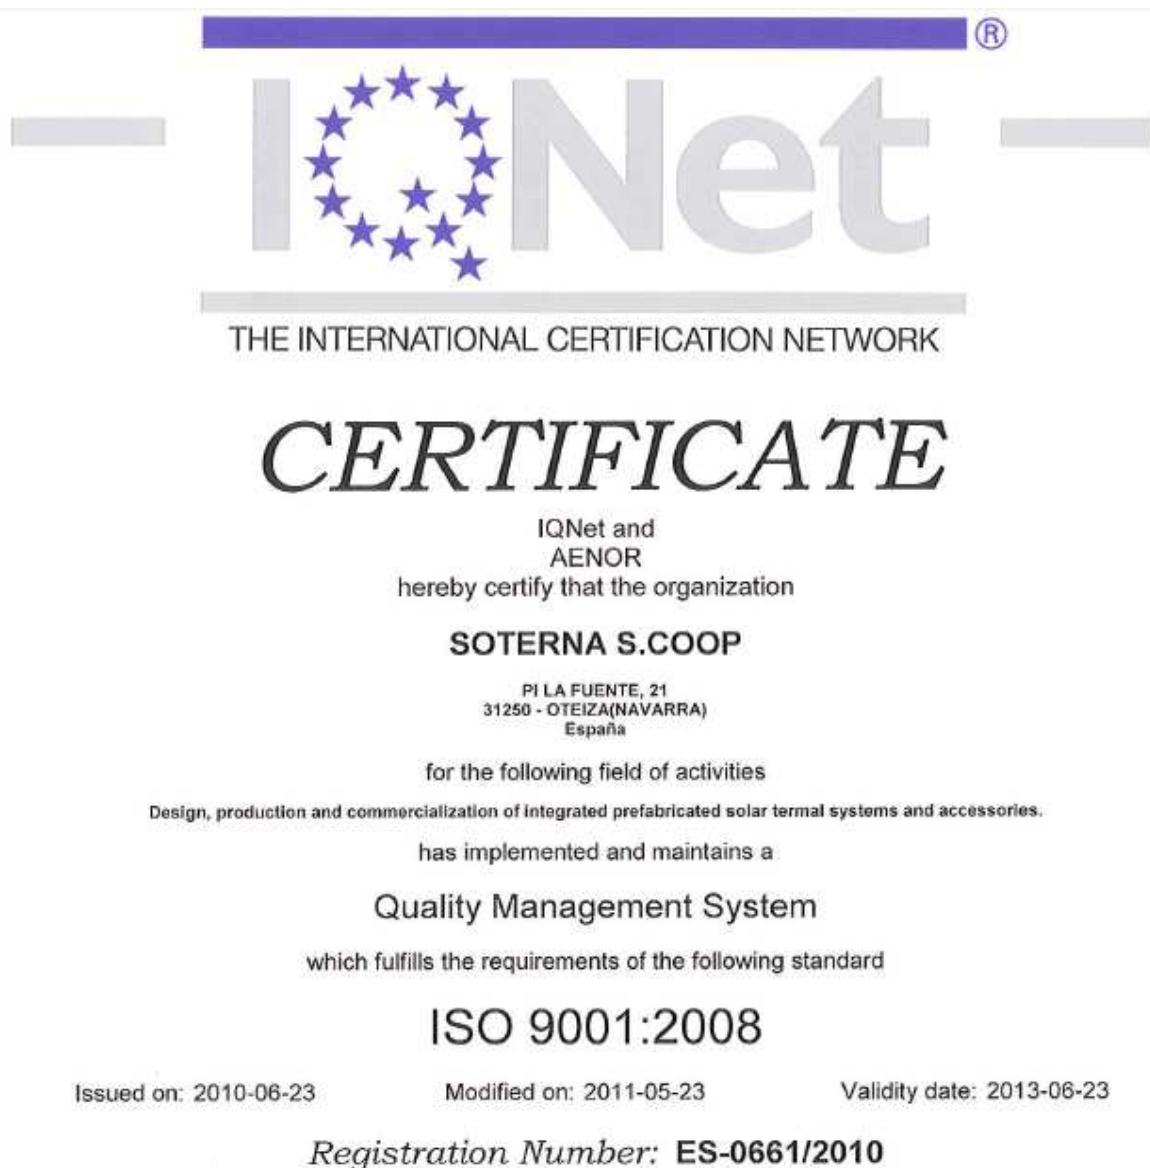 IQNet ®
THE INTERNATIONAL CERTIFICATION NETWORK
CERTIFICATE
IQNet and
AENOR
hereby certify that the organization
SOTERNA S.COOP
PI LA FUENTE, 21
31250 - OTEIZA(NAVARRA)
España
for the following field of activities
Design, production and commercialization of integrated prefabricated solar termal systems and accessories.
has implemented and maintains a
Quality Management System
which fulfills the requirements of the following standard
ISO 9001:2008
Issued on: 2010-06-23 Modified on: 2011-05-23 Validity date: 2013-06-23
Registration Number: ES-0661/2010